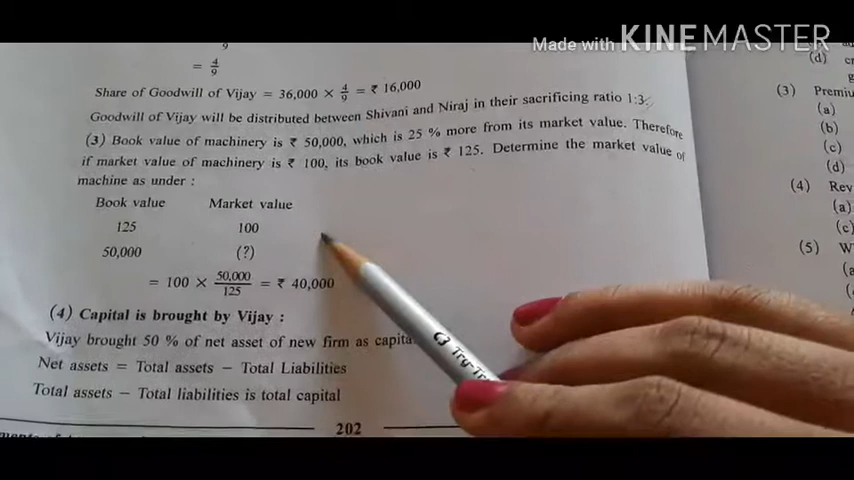 Made with KINEMASTER
9
= 4/9
Share of Goodwill of Vijay = 36,000 × 4/9 = ₹ 16,000
Goodwill of Vijay will be distributed between Shivani and Niraj in their sacrificing ratio 1:3.
(3) Book value of machinery is ₹ 50,000, which is 25 % more from its market value. Therefore
if market value of machinery is ₹ 100, its book value is ₹ 125. Determine the market value of
machine as under :
Book value Market value
125 100
50,000 (?)
= 100 × 50,000/125 = ₹ 40,000
(4) Capital is brought by Vijay :
Vijay brought 50 % of net asset of new firm as capita
Net assets = Total assets − Total Liabilities
Total assets − Total liabilities is total capital
202
(d)
(3) Premiu
(a)
(b)
(c)
(d)
(4) Rev
(a)
(c)
(5) W
(a)